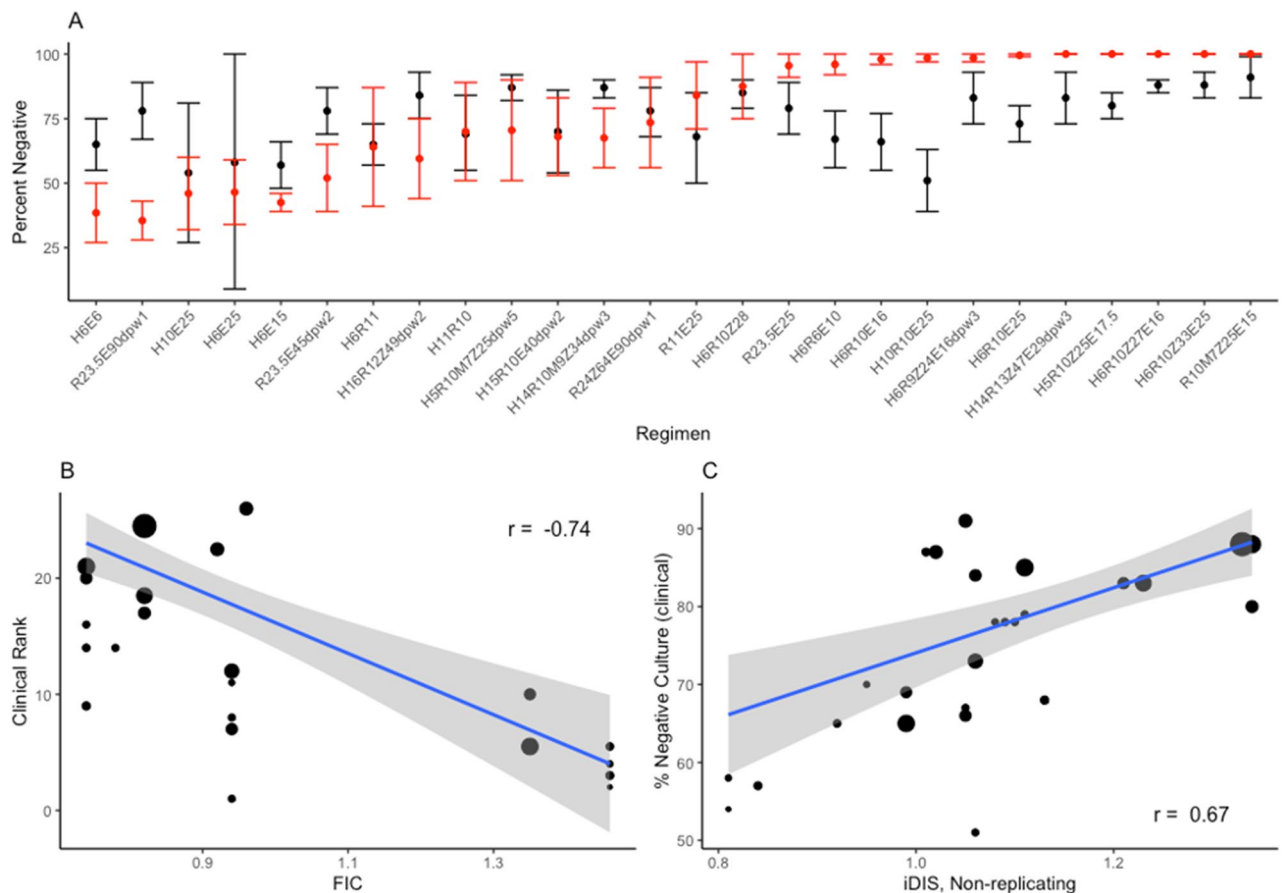 A
Percent Negative
100
75
50
25
H6E6
R23.5E90dpw1
H10E25
H6E25
H6E15
R23.5E45dpw2
H6R11
H16R12Z49dpw2
H11R10
H5R10M7Z25dpw5
H15R10E40dpw2
H14R10M9Z34dpw3
R24Z64E90dpw1
R11E25
H6R10Z28
R23.5E25
H6R6E10
H6R10E16
H10R10E25
H6R9Z24E16dpw3
H6R10E25
H14R13Z47E29dpw3
H5R10Z25E17.5
H6R10Z27E16
H6R10Z33E25
R10M7Z25E15
Regimen
B
Clinical Rank
20
10
0
r = -0.74
0.9 1.1 1.3
FIC
C
% Negative Culture (clinical)
90
80
70
60
50
r = 0.67
0.8 1.0 1.2
iDIS, Non-replicating